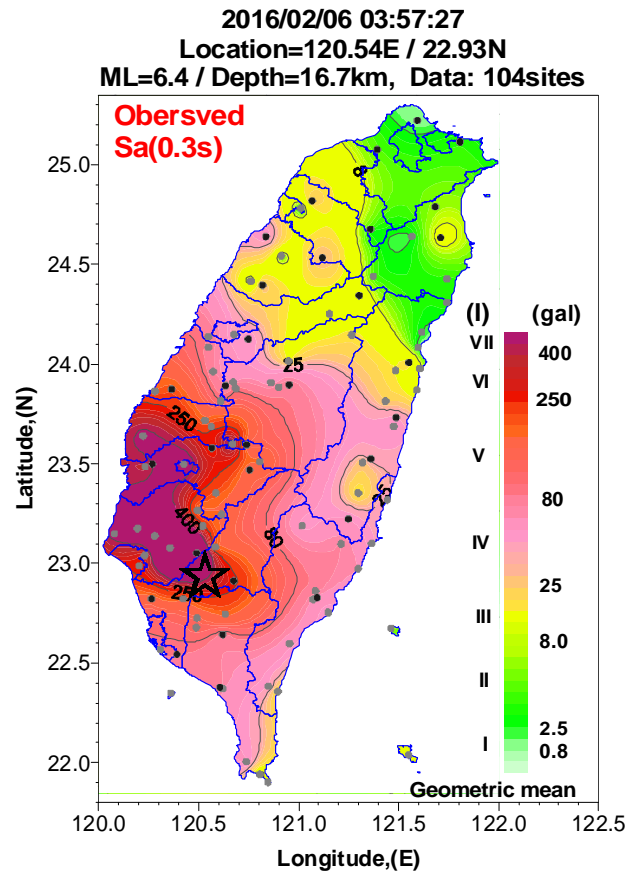 2016/02/06 03:57:27
Location=120.54E / 22.93N
ML=6.4 / Depth=16.7km, Data: 104sites
Obersved
Sa(0.3s)
25.0
24.5
24.0
23.5
23.0
22.5
22.0
Latitude,(N)
8
25
250
400
80
25
250
(I) (gal)
VII
400
VI
250
V
80
IV
25
III
8.0
II
2.5
I
0.8
Geometric mean
120.0 120.5 121.0 121.5 122.0 122.5
Longitude,(E)